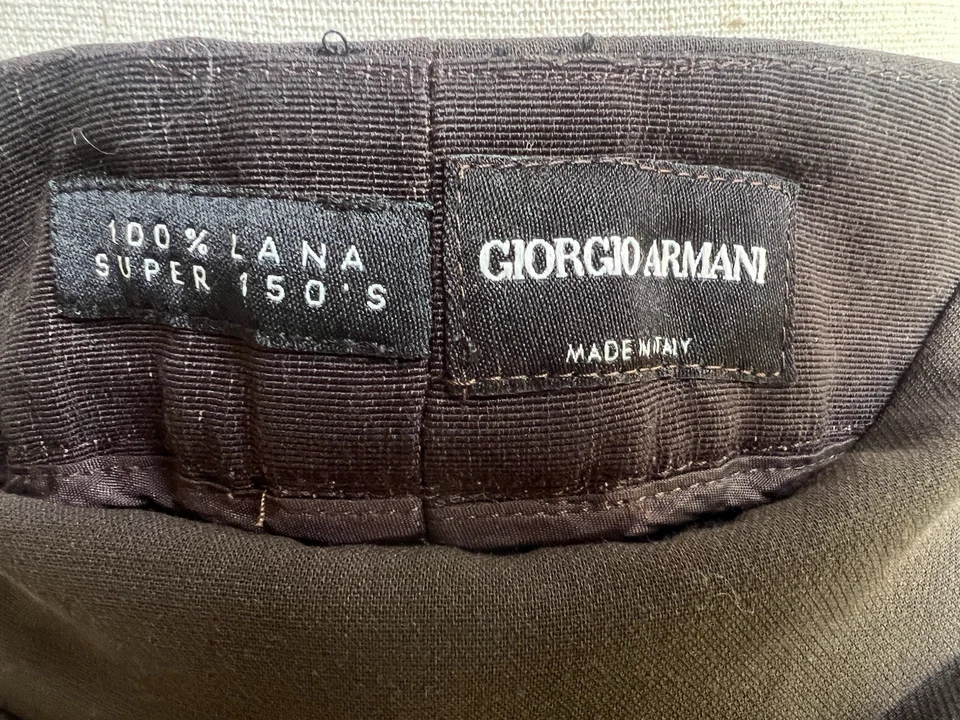 100% LANA
SUPER 150'S
GIORGIO ARMANI
MADE IN ITALY